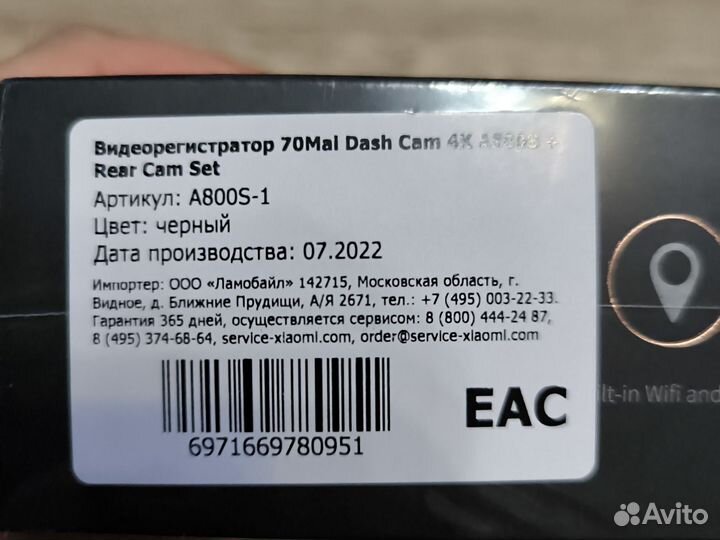 Видеорегистратор 70Mai Dash Cam 4K A800S +
Rear Cam Set
Артикул: A800S-1
Цвет: черный
Дата производства: 07.2022
Импортер: ООО «Ламобайл» 142715, Московская область, г.
Видное, д. Ближние Прудищи, А/Я 2671, тел.: +7 (495) 003-22-33.
Гарантия 365 дней, осуществляется сервисом: 8 (800) 444-24 87,
8 (495) 374-68-64, service-xiaomi.com, order@service-xiaomi.com
6971669780951
EAC
Wifi and
Avito